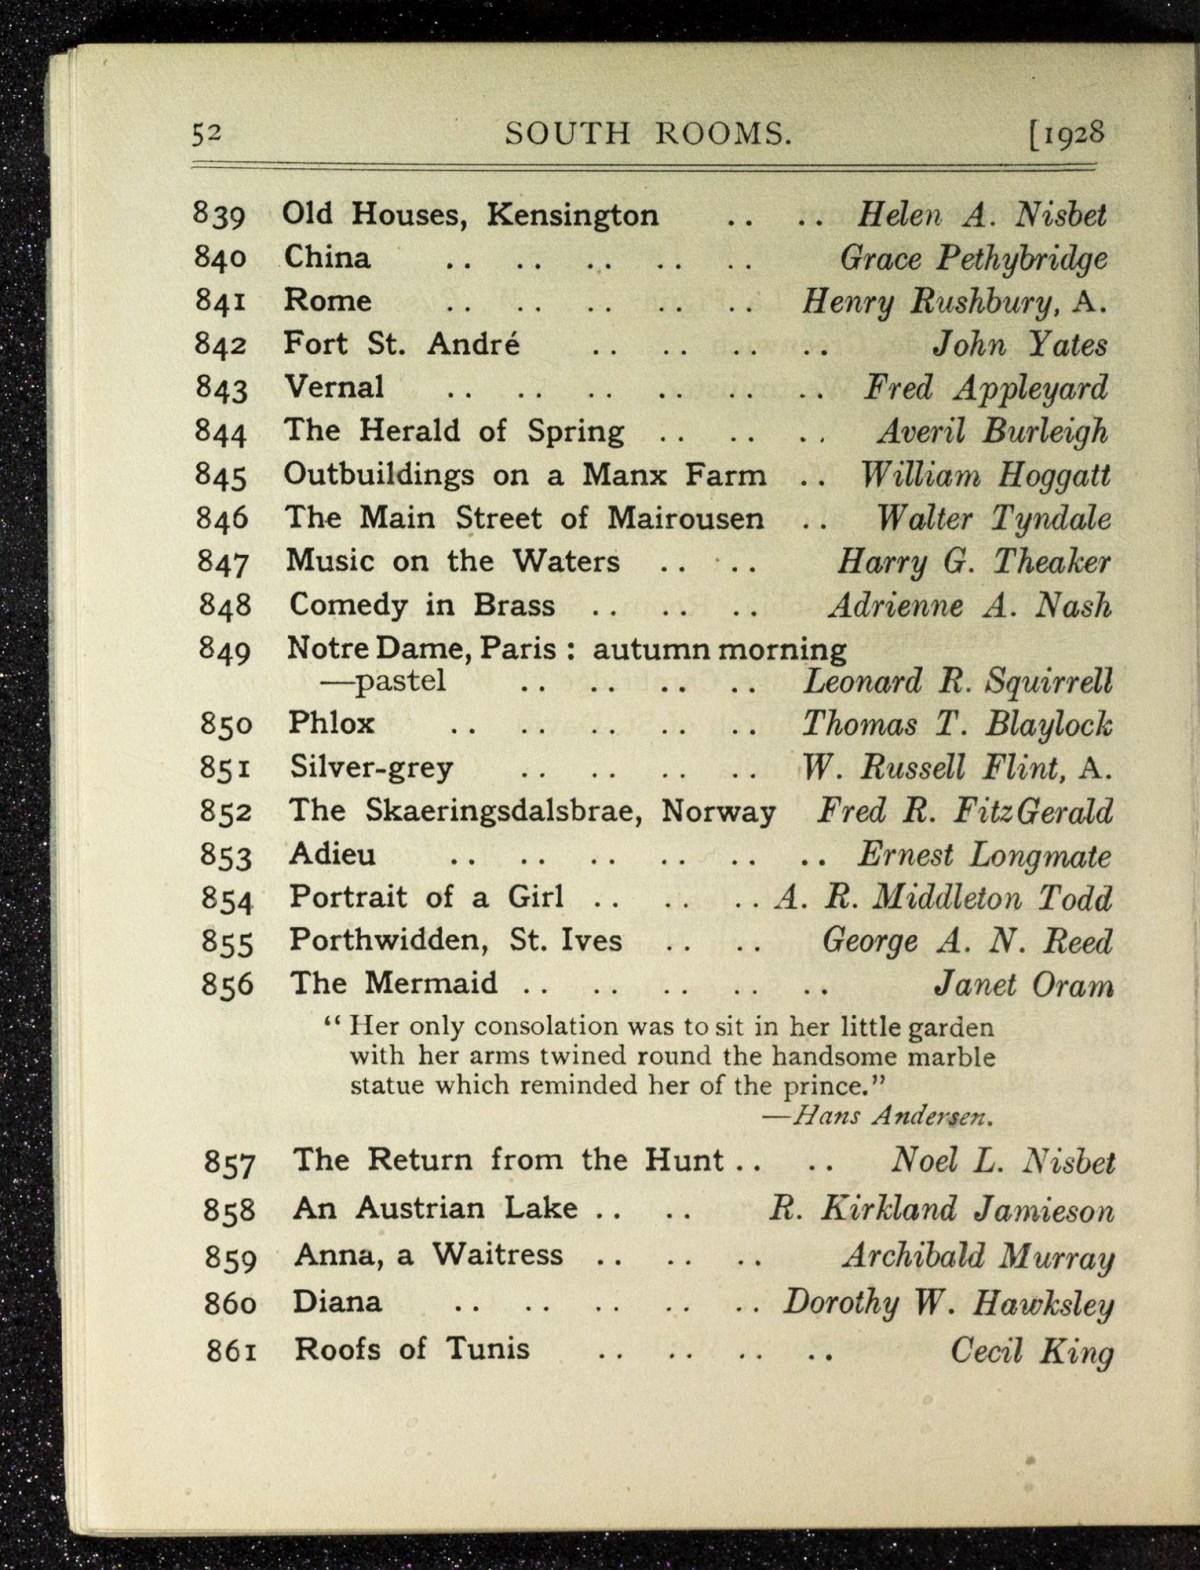 52 SOUTH ROOMS. [1928
839 Old Houses, Kensington .. .. Helen A. Nisbet
840 China .. .. .. .. .. Grace Pethybridge
841 Rome .. .. .. .. .. Henry Rushbury, A.
842 Fort St. André .. .. .. .. John Yates
843 Vernal .. .. .. .. .. .. Fred Appleyard
844 The Herald of Spring .. .. .. Averil Burleigh
845 Outbuildings on a Manx Farm .. William Hoggatt
846 The Main Street of Mairousen .. Walter Tyndale
847 Music on the Waters .. .. Harry G. Theaker
848 Comedy in Brass .. .. .. Adrienne A. Nash
849 Notre Dame, Paris : autumn morning
—pastel .. .. .. .. Leonard R. Squirrell
850 Phlox .. .. .. .. .. Thomas T. Blaylock
851 Silver-grey .. .. .. .. W. Russell Flint, A.
852 The Skaeringsdalsbrae, Norway Fred R. FitzGerald
853 Adieu .. .. .. .. .. .. Ernest Longmate
854 Portrait of a Girl .. .. .. A. R. Middleton Todd
855 Porthwidden, St. Ives .. .. George A. N. Reed
856 The Mermaid .. .. .. .. .. Janet Oram
“ Her only consolation was to sit in her little garden
with her arms twined round the handsome marble
statue which reminded her of the prince.”
—Hans Andersen.
857 The Return from the Hunt .. .. Noel L. Nisbet
858 An Austrian Lake .. .. R. Kirkland Jamieson
859 Anna, a Waitress .. .. .. Archibald Murray
860 Diana .. .. .. .. .. Dorothy W. Hawksley
861 Roofs of Tunis .. .. .. .. Cecil King